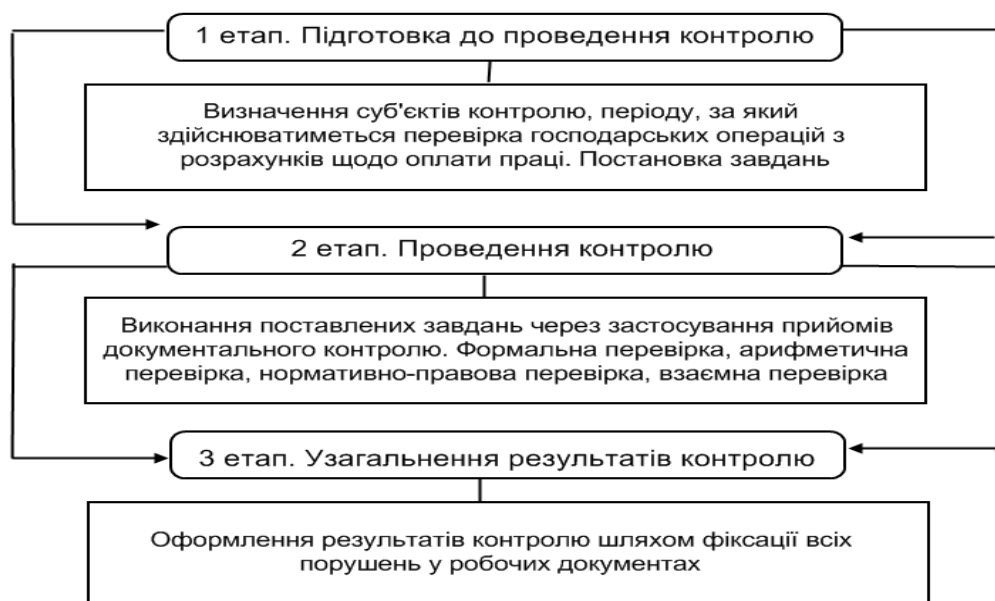 1 етап. Підготовка до проведення контролю
Визначення суб'єктів контролю, періоду, за який
здійснюватиметься перевірка господарських операцій з
розрахунків щодо оплати праці. Постановка завдань
2 етап. Проведення контролю
Виконання поставлених завдань через застосування прийомів
документального контролю. Формальна перевірка, арифметична
перевірка, нормативно-правова перевірка, взаємна перевірка
3 етап. Узагальнення результатів контролю
Оформлення результатів контролю шляхом фіксації всіх
порушень у робочих документах